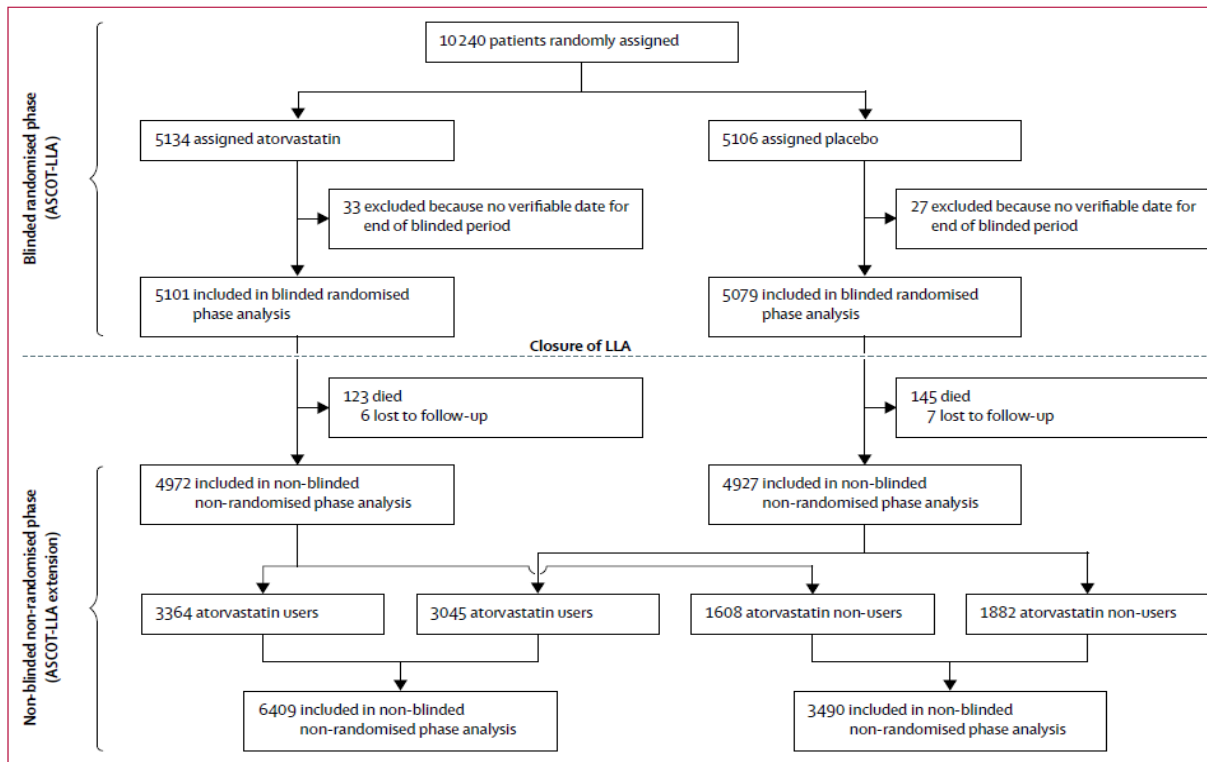 Blinded randomised phase
(ASCOT-LLA)
10 240 patients randomly assigned
5134 assigned atorvastatin
5106 assigned placebo
33 excluded because no verifiable date for
end of blinded period
27 excluded because no verifiable date for
end of blinded period
5101 included in blinded randomised
phase analysis
5079 included in blinded randomised
phase analysis
Closure of LLA
123 died
6 lost to follow-up
145 died
7 lost to follow-up
Non-blinded non-randomised phase
(ASCOT-LLA extension)
4972 included in non-blinded
non-randomised phase analysis
4927 included in non-blinded
non-randomised phase analysis
3364 atorvastatin users
3045 atorvastatin users
1608 atorvastatin non-users
1882 atorvastatin non-users
6409 included in non-blinded
non-randomised phase analysis
3490 included in non-blinded
non-randomised phase analysis